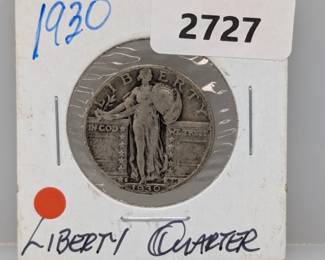 1930
2727
LIBERTY
IN GOD WE TRUST
1930
LIBERTY QUARTER